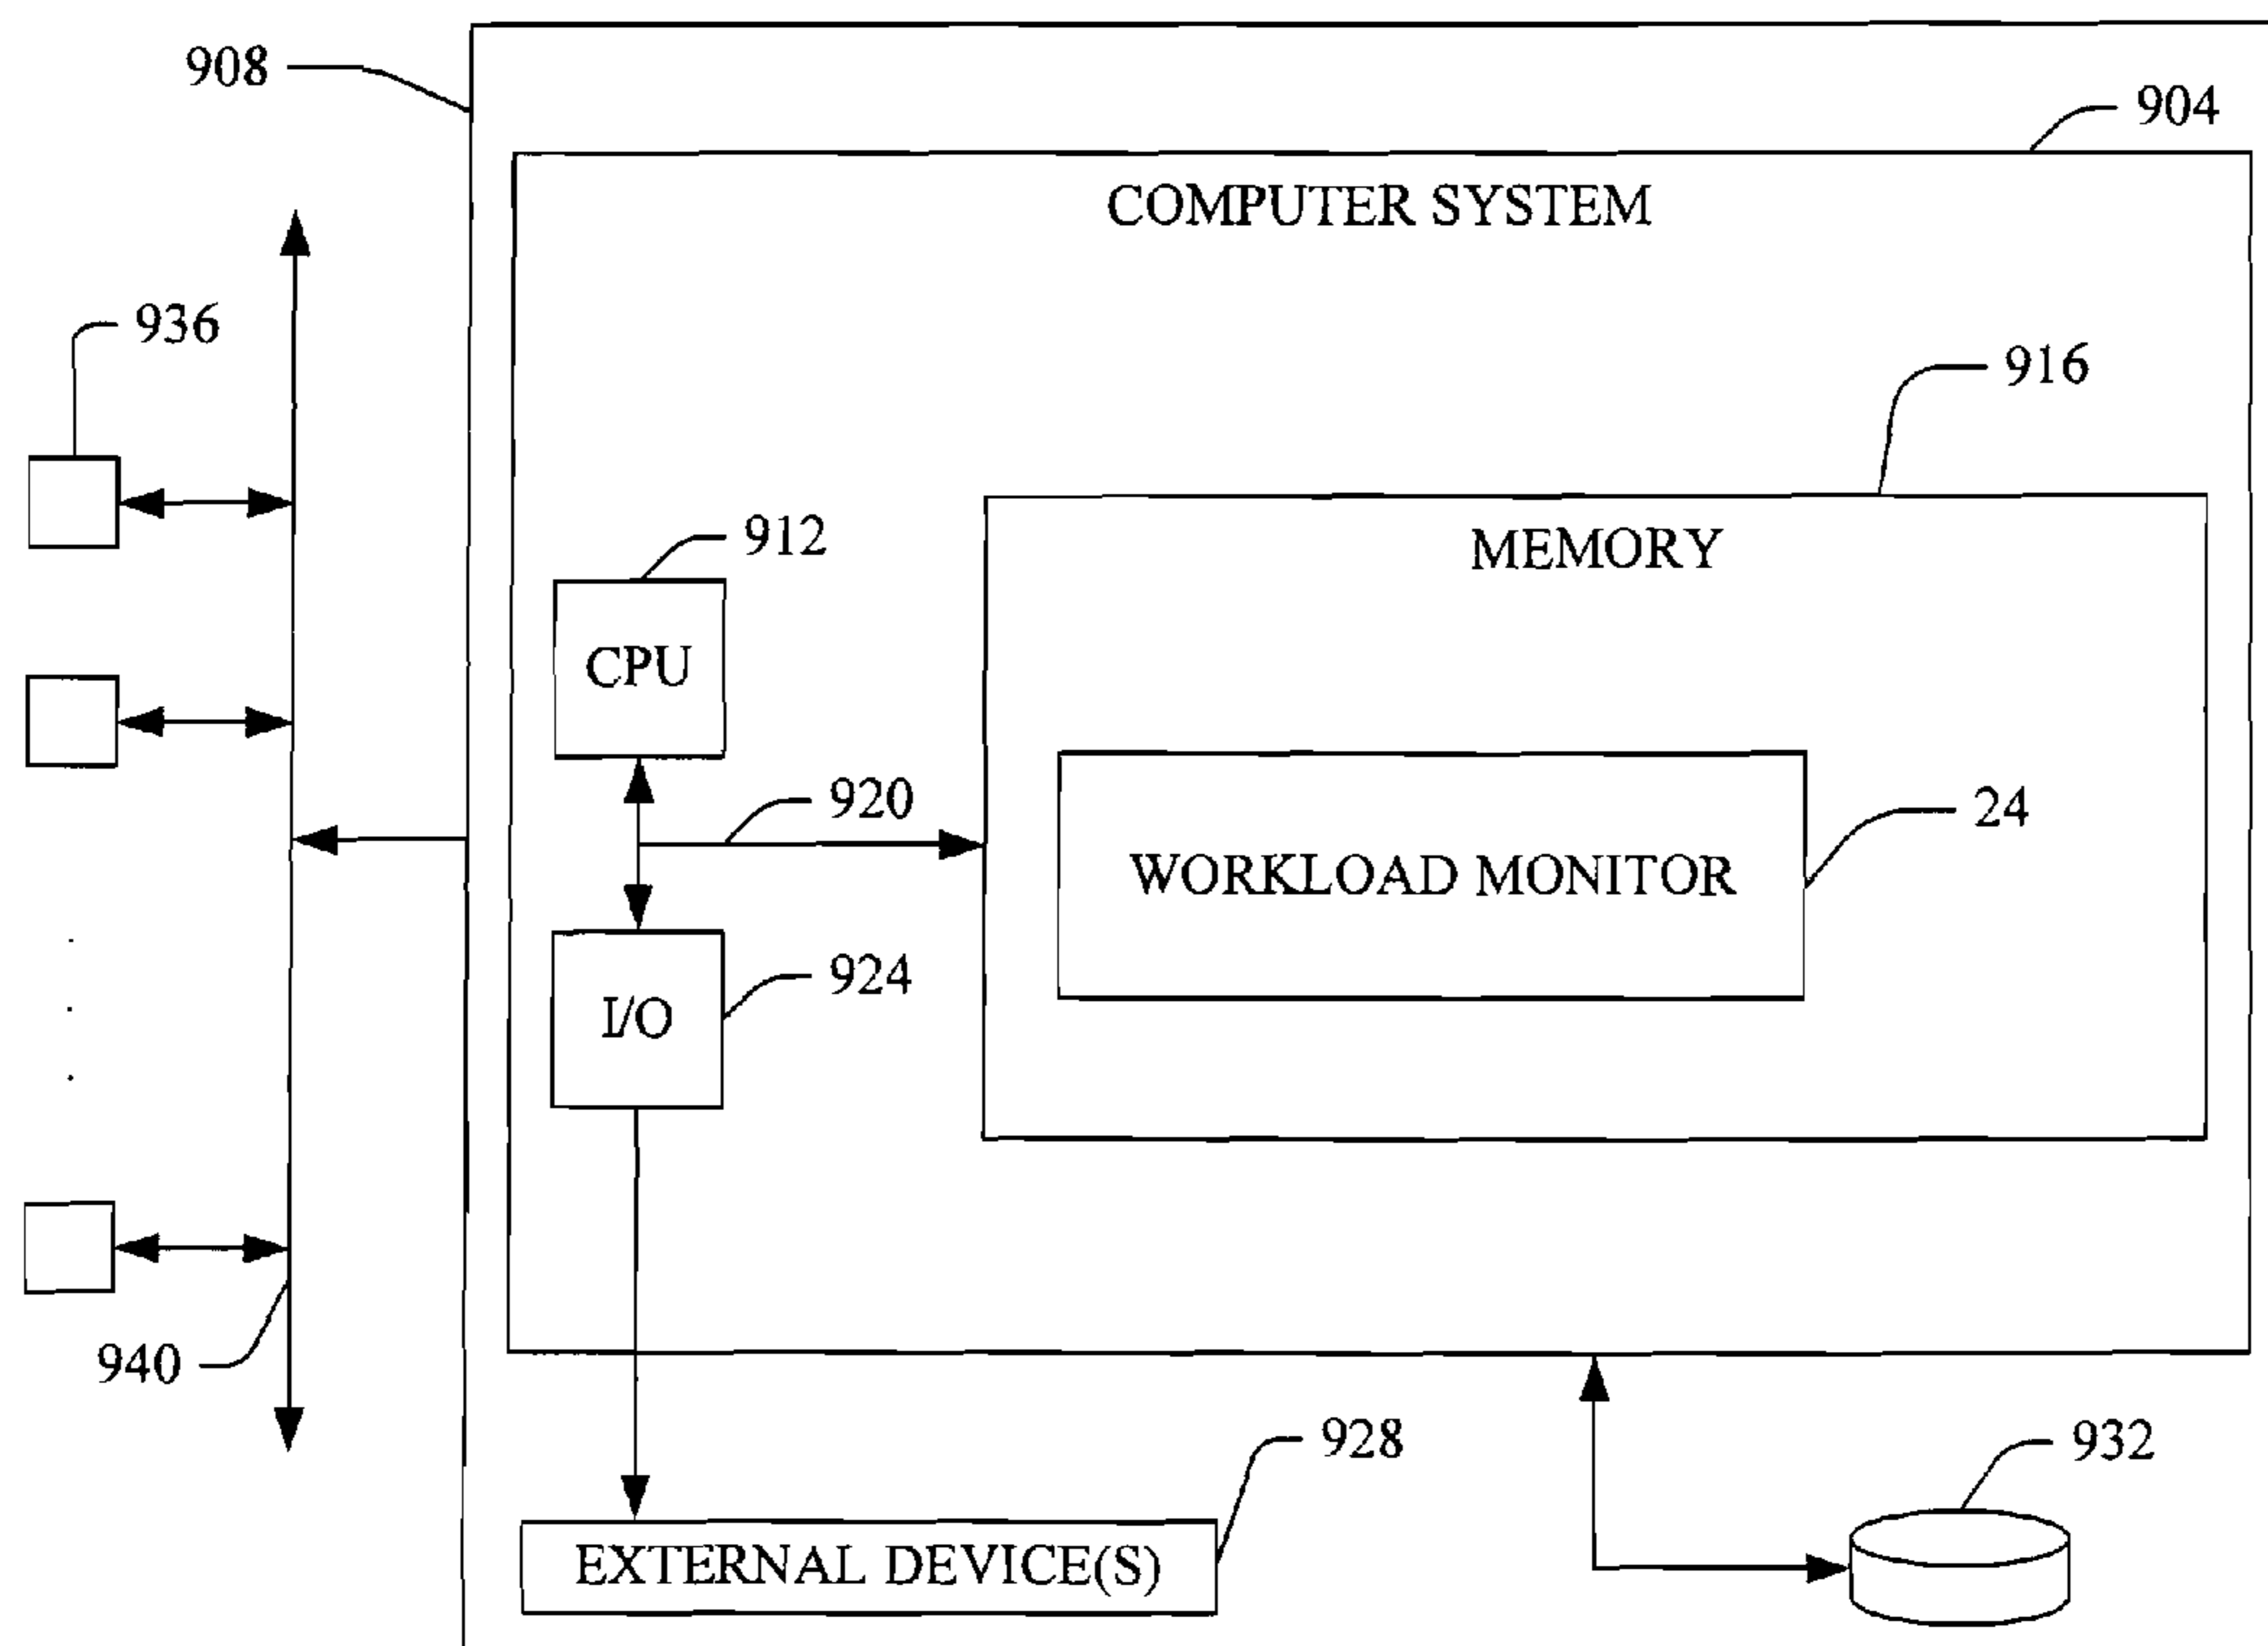 908
904
COMPUTER SYSTEM
936
916
912
MEMORY
CPU
920
24
WORKLOAD MONITOR
924
I/O
940
928
932
EXTERNAL DEVICE(S)